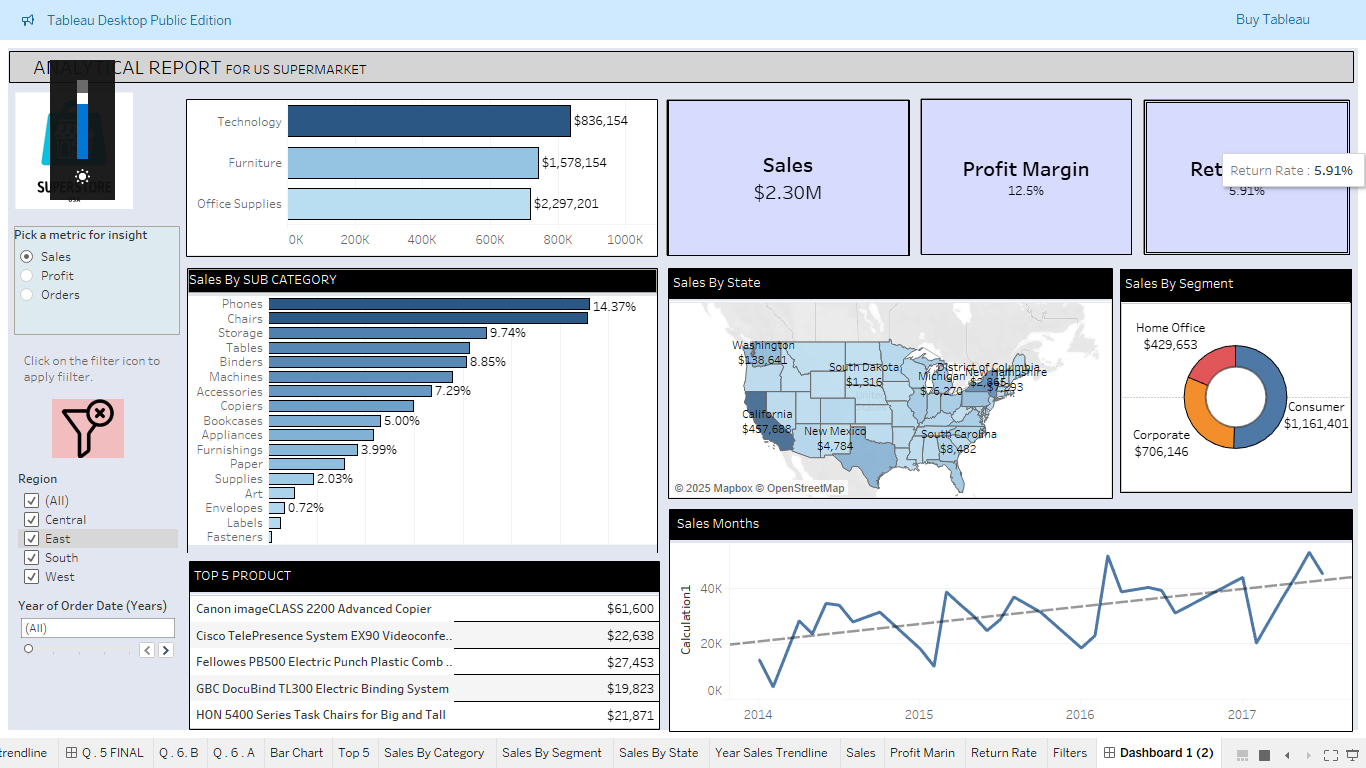 Tableau Desktop Public Edition
Buy Tableau
ANALYTICAL REPORT FOR US SUPERMARKET
SUPERSTORE
Pick a metric for insight
Sales
Profit
Orders
Click on the filter icon to
apply fiilter.
Region
(All)
Central
East
South
West
Year of Order Date (Years)
(All)
Technology
$836,154
Furniture
$1,578,154
Office Supplies
$2,297,201
0K 200K 400K 600K 800K 1000K
Sales
$2.30M
Profit Margin
12.5%
Ret
5.91%
Return Rate : 5.91%
Sales By SUB CATEGORY
Phones 14.37%
Chairs
Storage 9.74%
Tables
Binders 8.85%
Machines
Accessories 7.29%
Copiers
Bookcases 5.00%
Appliances
Furnishings 3.99%
Paper
Supplies 2.03%
Art
Envelopes 0.72%
Labels
Fasteners
TOP 5 PRODUCT
Canon imageCLASS 2200 Advanced Copier $61,600
Cisco TelePresence System EX90 Videoconfe.. $22,638
Fellowes PB500 Electric Punch Plastic Comb .. $27,453
GBC DocuBind TL300 Electric Binding System $19,823
HON 5400 Series Task Chairs for Big and Tall $21,871
Sales By State
Washington
$138,641
South Dakota
$1,316
Michigan
$76,270
District of Columbia
$2,865
New Hampshire
California
$457,688
New Mexico
$4,784
South Carolina
$8,482
© 2025 Mapbox © OpenStreetMap
Sales By Segment
Home Office
$429,653
Consumer
$1,161,401
Corporate
$706,146
Sales Months
Calculation1
40K
20K
0K
2014 2015 2016 2017
trendline
Q . 5 FINAL
Q . 6. B
Q . 6 . A
Bar Chart
Top 5
Sales By Category
Sales By Segment
Sales By State
Year Sales Trendline
Sales
Profit Marin
Return Rate
Filters
Dashboard 1 (2)